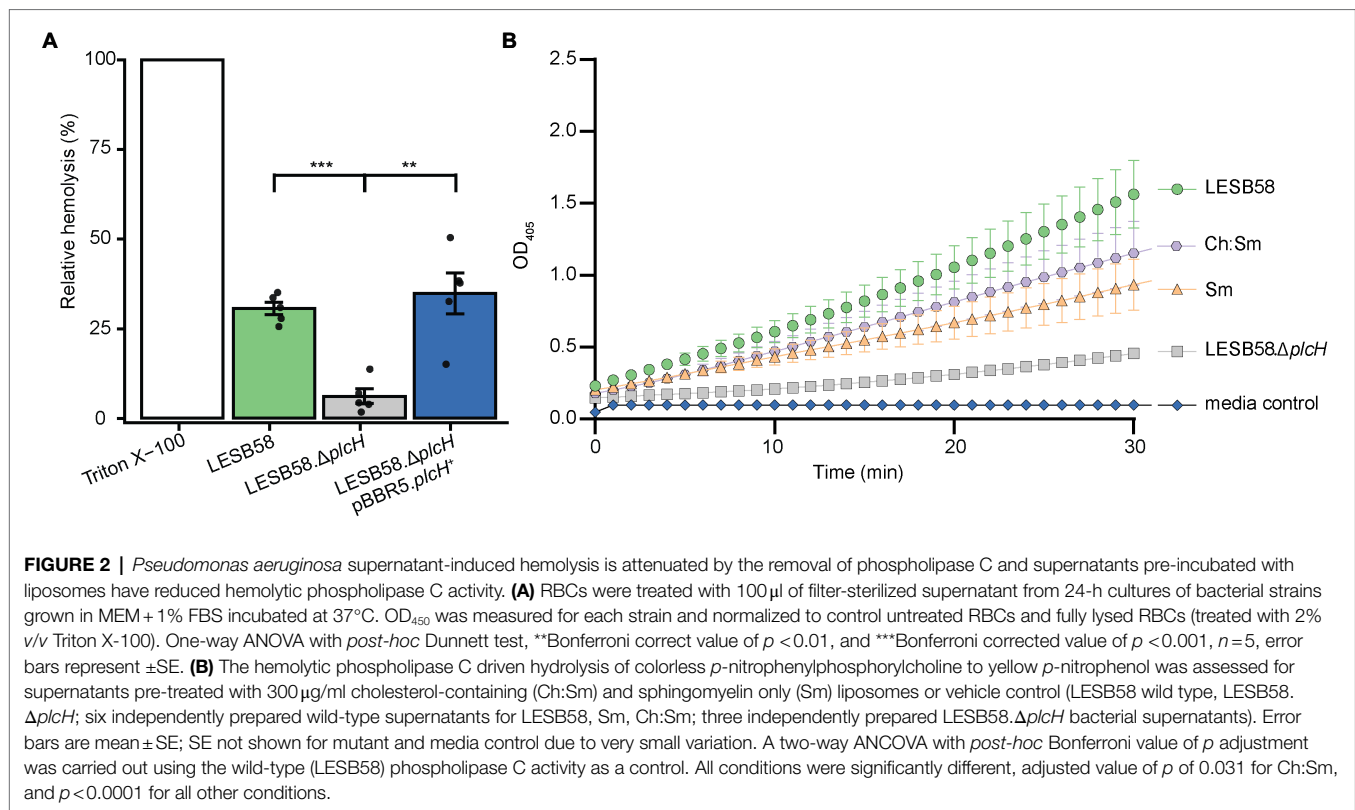 A
100
75
50
25
0
Relative hemolysis (%)
***
**
Triton X−100
LESB58
LESB58.ΔplcH
LESB58.ΔplcH
pBBR5.plcH⁺
B
2.5
2.0
1.5
1.0
0.5
0.0
OD₄₀₅
0
10
20
30
Time (min)
LESB58
Ch:Sm
Sm
LESB58.ΔplcH
media control
FIGURE 2 | Pseudomonas aeruginosa supernatant-induced hemolysis is attenuated by the removal of phospholipase C and supernatants pre-incubated with
liposomes have reduced hemolytic phospholipase C activity. (A) RBCs were treated with 100 μl of filter-sterilized supernatant from 24-h cultures of bacterial strains
grown in MEM + 1% FBS incubated at 37°C. OD₄₅₀ was measured for each strain and normalized to control untreated RBCs and fully lysed RBCs (treated with 2%
v/v Triton X-100). One-way ANOVA with post-hoc Dunnett test, **Bonferroni correct value of p < 0.01, and ***Bonferroni corrected value of p < 0.001, n = 5, error
bars represent ±SE. (B) The hemolytic phospholipase C driven hydrolysis of colorless p-nitrophenylphosphorylcholine to yellow p-nitrophenol was assessed for
supernatants pre-treated with 300 μg/ml cholesterol-containing (Ch:Sm) and sphingomyelin only (Sm) liposomes or vehicle control (LESB58 wild type, LESB58.
ΔplcH; six independently prepared wild-type supernatants for LESB58, Sm, Ch:Sm; three independently prepared LESB58.ΔplcH bacterial supernatants). Error
bars are mean ± SE; SE not shown for mutant and media control due to very small variation. A two-way ANCOVA with post-hoc Bonferroni value of p adjustment
was carried out using the wild-type (LESB58) phospholipase C activity as a control. All conditions were significantly different, adjusted value of p of 0.031 for Ch:Sm,
and p < 0.0001 for all other conditions.